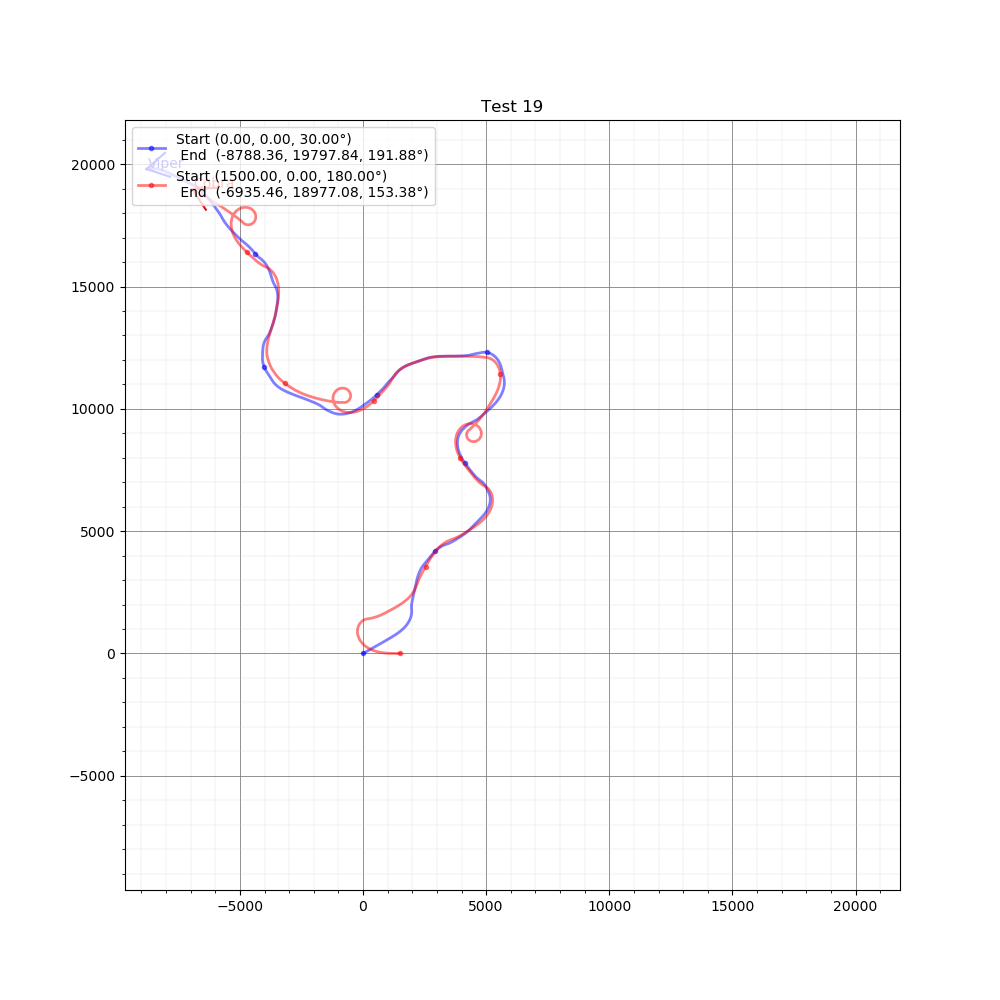 Test 19
Start (0.00, 0.00, 30.00°)
End (-8788.36, 19797.84, 191.88°)
Start (1500.00, 0.00, 180.00°)
End (-6935.46, 18977.08, 153.38°)
Viper
20000
15000
10000
5000
0
−5000
−5000 0 5000 10000 15000 20000